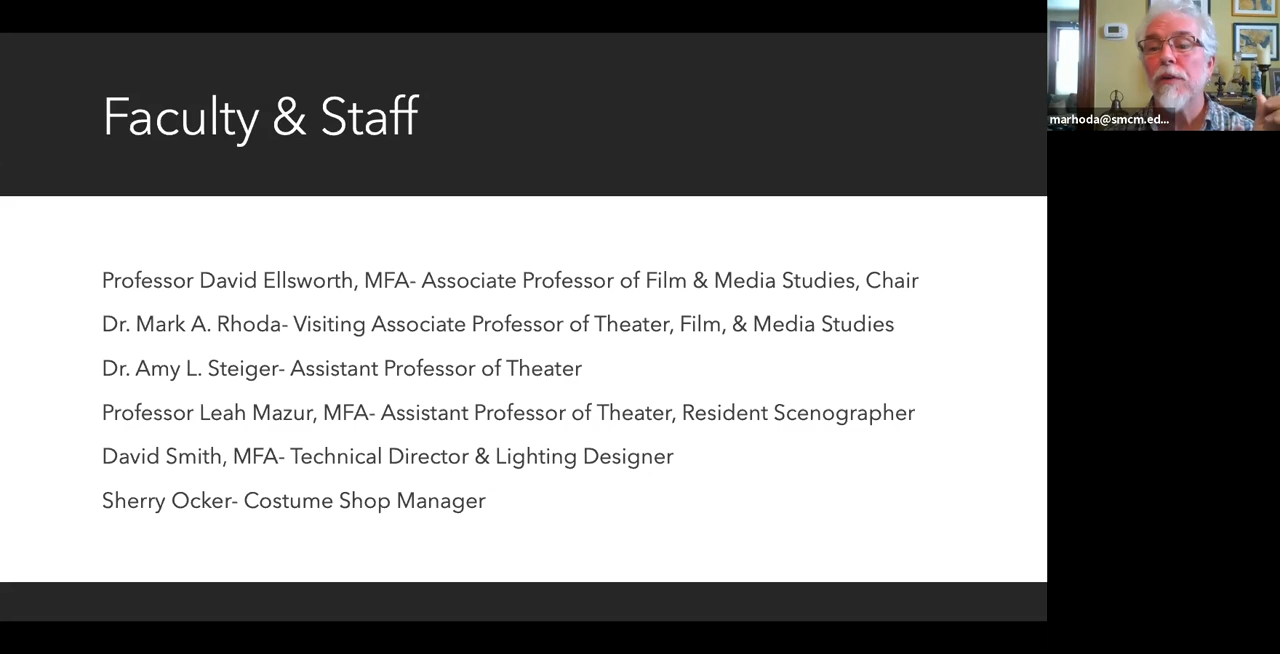 Faculty & Staff
Professor David Ellsworth, MFA- Associate Professor of Film & Media Studies, Chair
Dr. Mark A. Rhoda- Visiting Associate Professor of Theater, Film, & Media Studies
Dr. Amy L. Steiger- Assistant Professor of Theater
Professor Leah Mazur, MFA- Assistant Professor of Theater, Resident Scenographer
David Smith, MFA- Technical Director & Lighting Designer
Sherry Ocker- Costume Shop Manager
marhoda@smcm.ed...